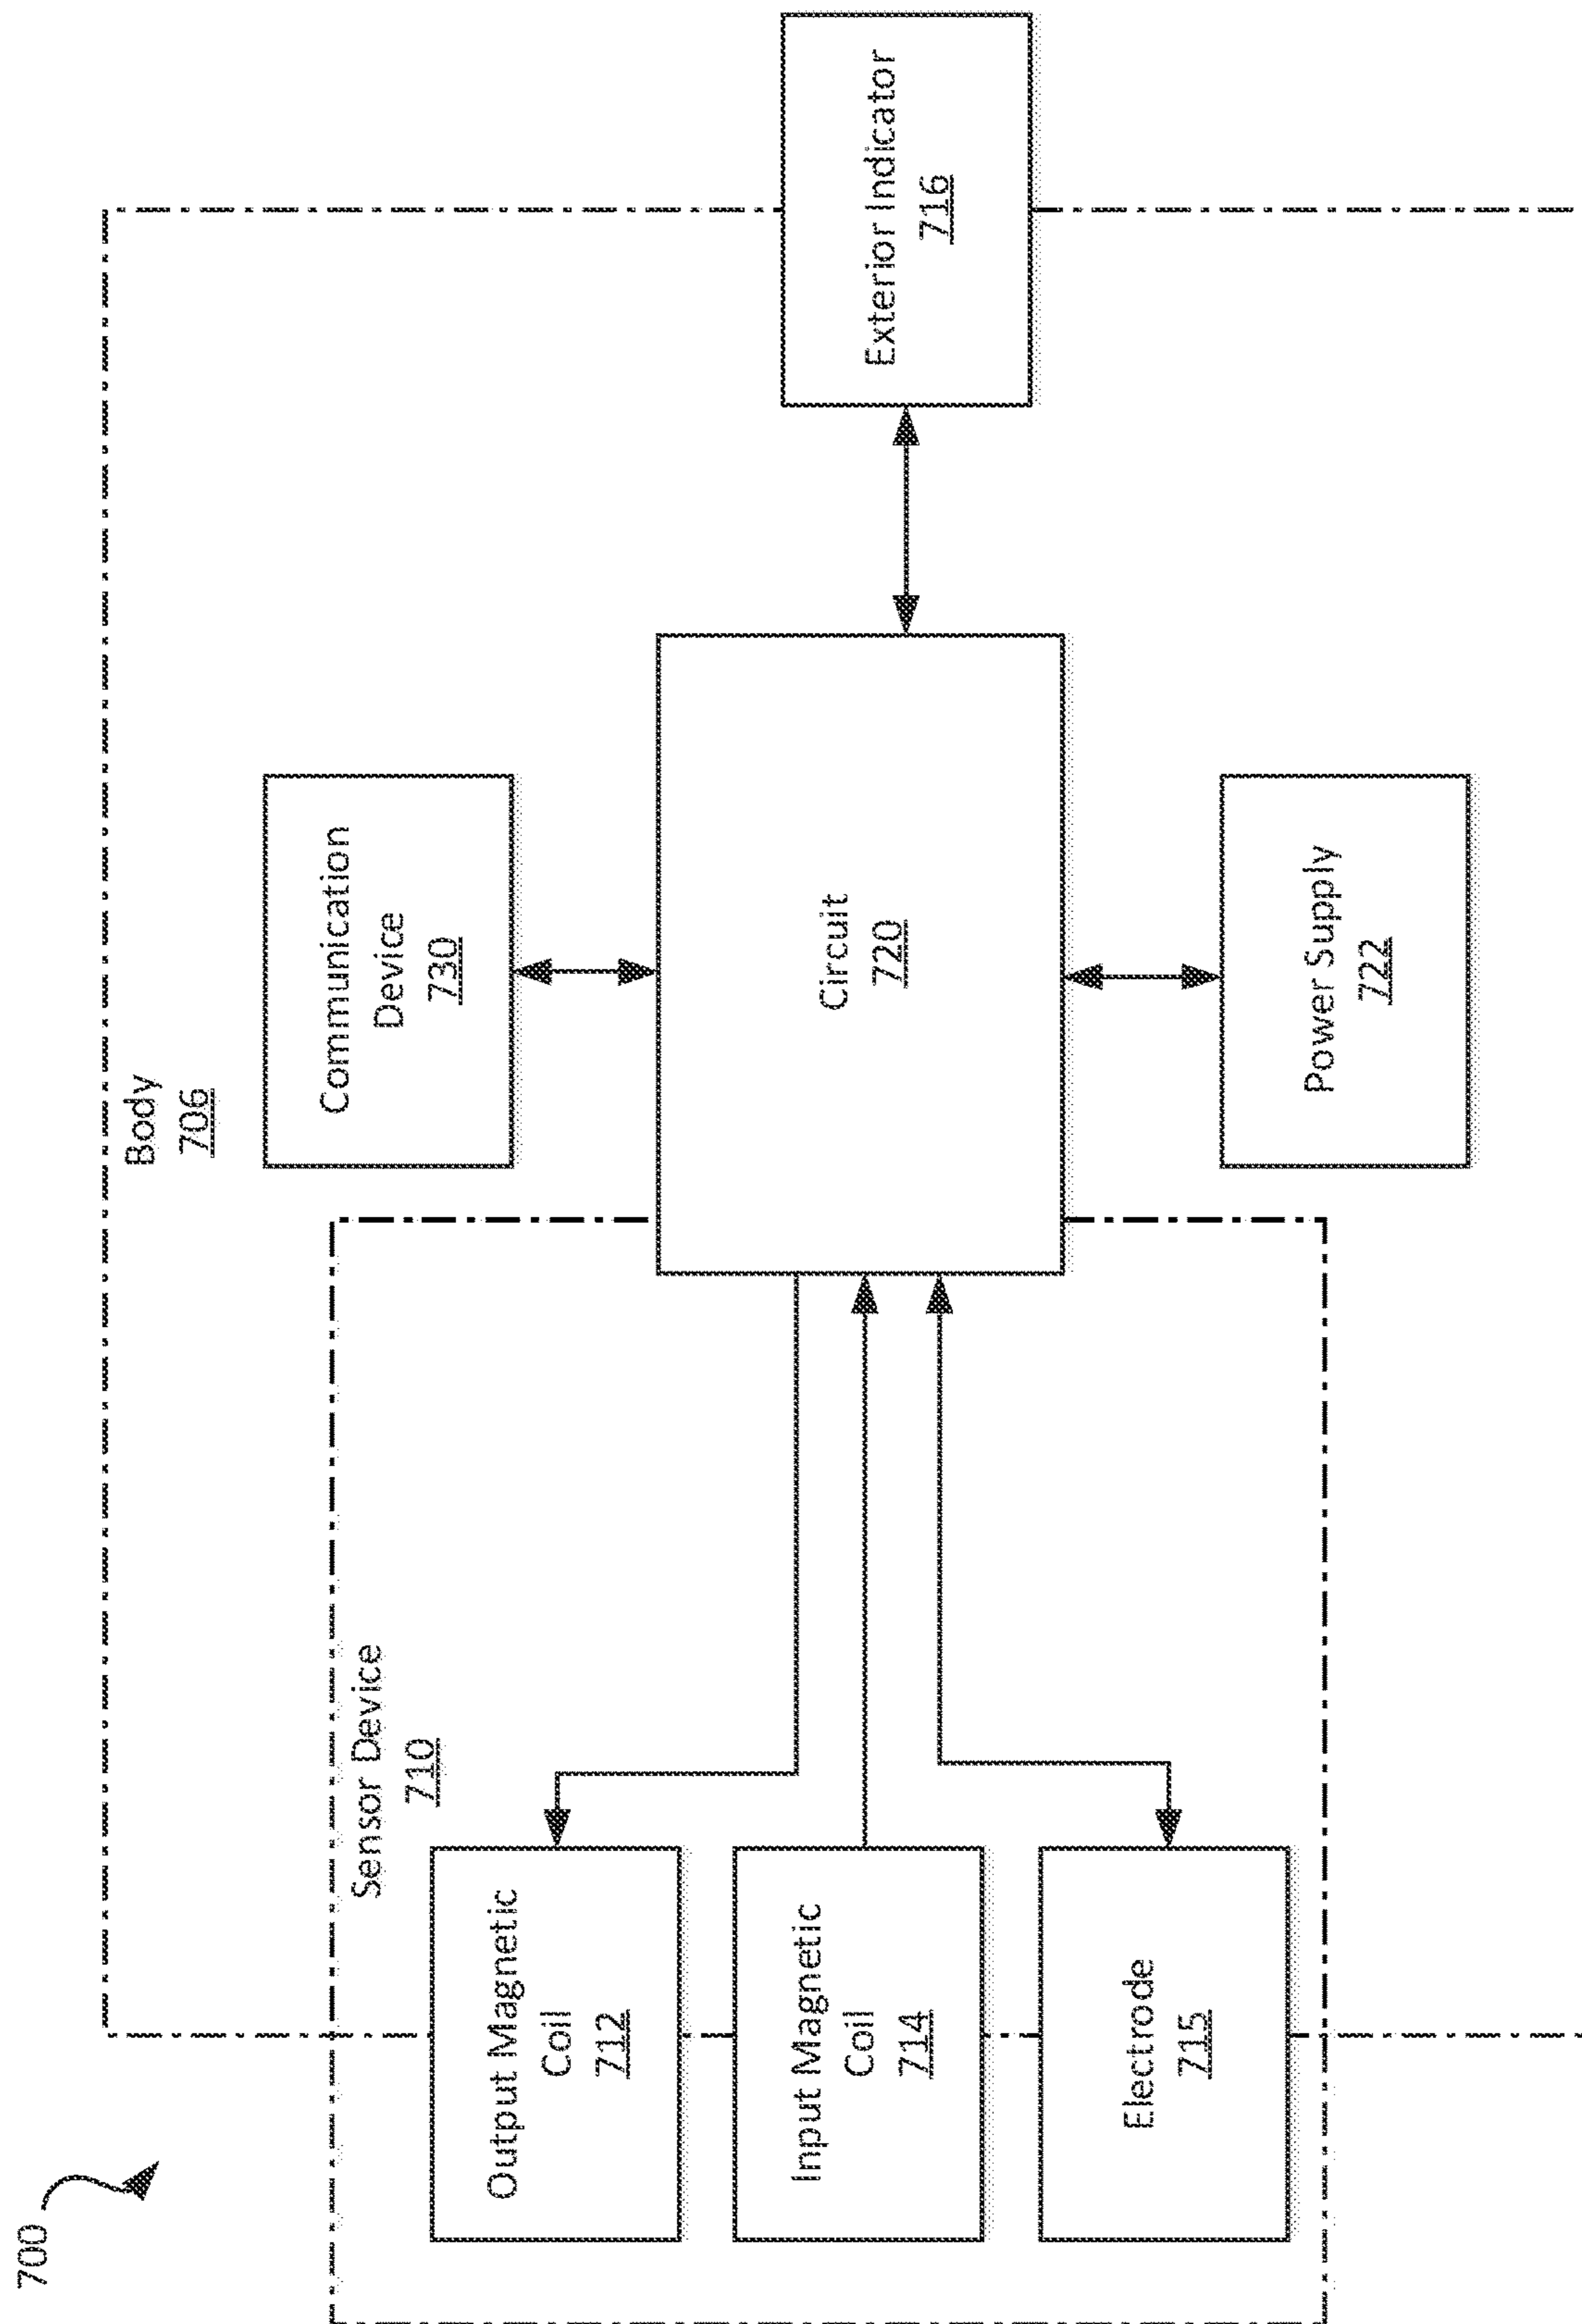 700
Body
706
Sensor Device
710
Output Magnetic
Coil
712
Input Magnetic
Coil
714
Electrode
715
Communication
Device
730
Circuit
720
Power Supply
722
Exterior Indicator
716